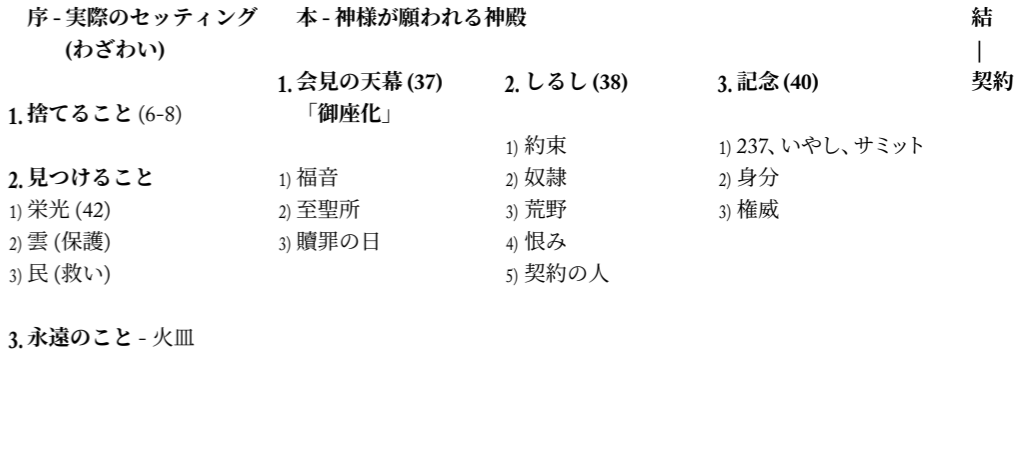 序 - 実際のセッティング
(わざわい)
1. 捨てること (6-8)
2. 見つけること
1) 栄光 (42)
2) 雲 (保護)
3) 民 (救い)
3. 永遠のこと - 火皿
本 - 神様が願われる神殿
1. 会見の天幕 (37)
「御座化」
1) 福音
2) 至聖所
3) 贖罪の日
2. しるし (38)
1) 約束
2) 奴隷
3) 荒野
4) 恨み
5) 契約の人
3. 記念 (40)
1) 237、いやし、サミット
2) 身分
3) 権威
結
|
契約